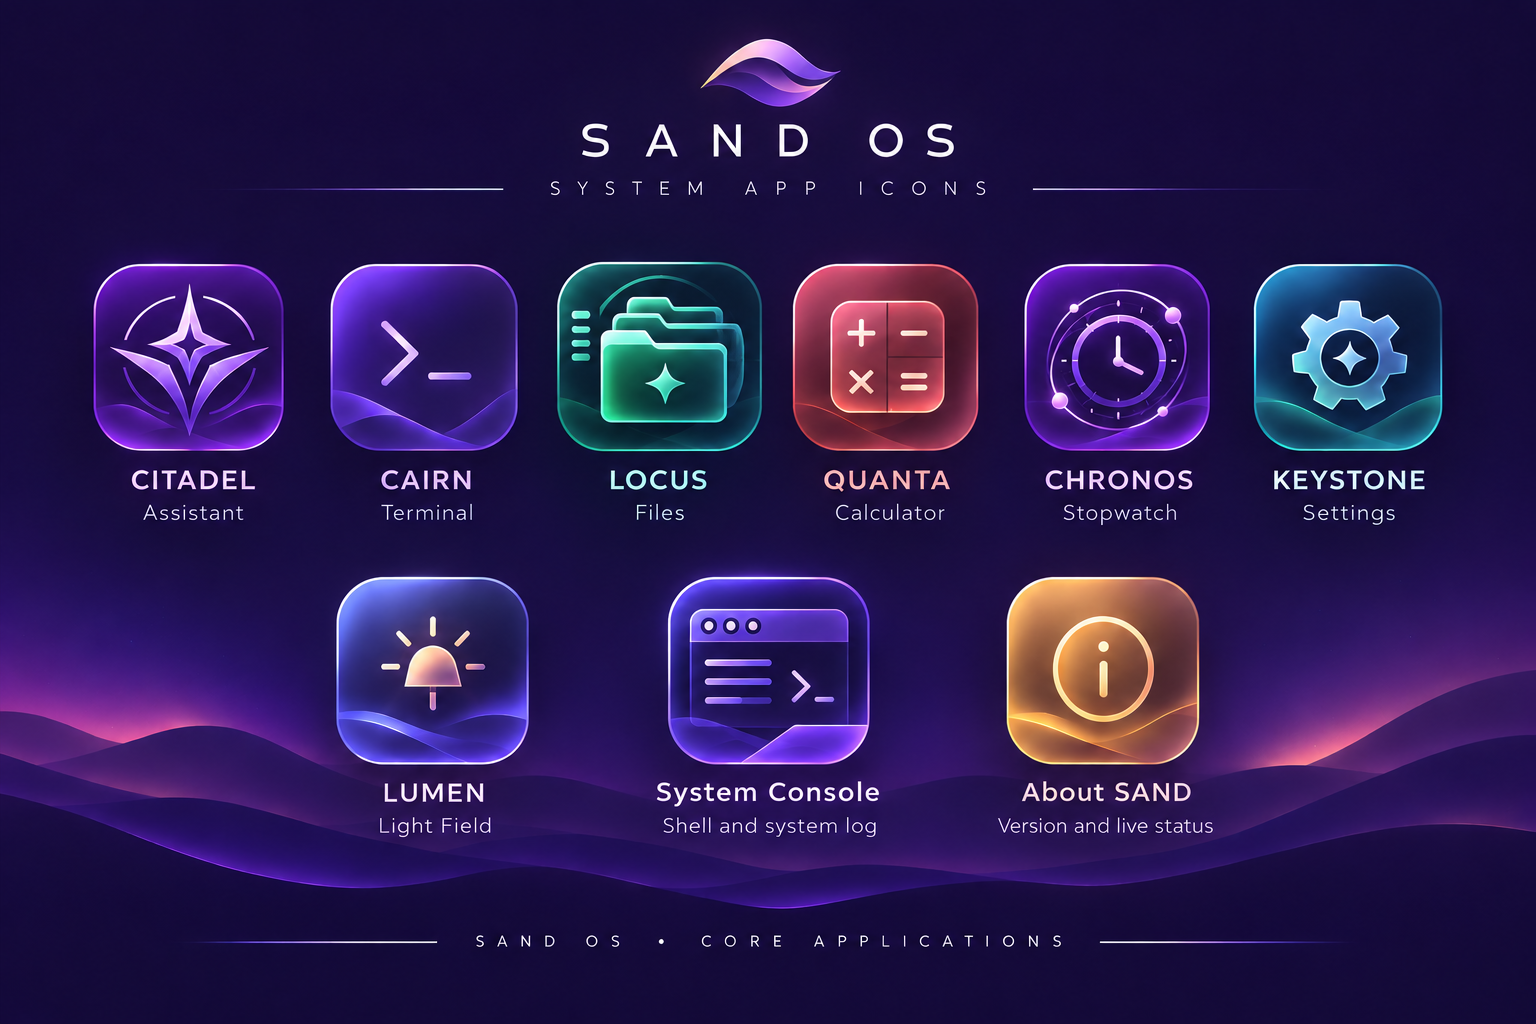 SAND OS
SYSTEM APP ICONS
CITADEL
Assistant
CAIRN
Terminal
LOCUS
Files
QUANTA
Calculator
CHRONOS
Stopwatch
KEYSTONE
Settings
LUMEN
Light Field
System Console
Shell and system log
About SAND
Version and live status
SAND OS • CORE APPLICATIONS